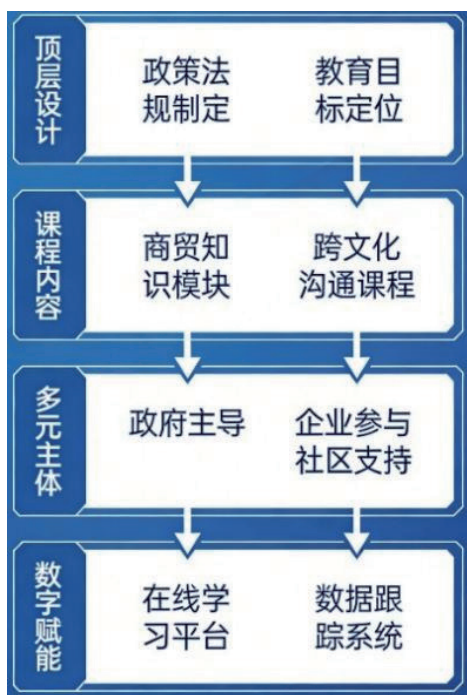 顶层设计
政策法
规制定
教育目
标定位
课程内容
商贸知
识模块
跨文化
沟通课程
多元主体
政府主导
企业参与
社区支持
数字赋能
在线学
习平台
数据跟
踪系统